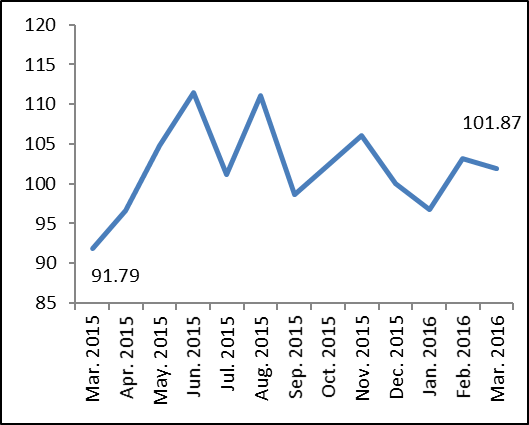 120
115
110
105
100
95
90
85
101.87
91.79
Mar. 2015
Apr. 2015
May. 2015
Jun. 2015
Jul. 2015
Aug. 2015
Sep. 2015
Oct. 2015
Nov. 2015
Dec. 2015
Jan. 2016
Feb. 2016
Mar. 2016